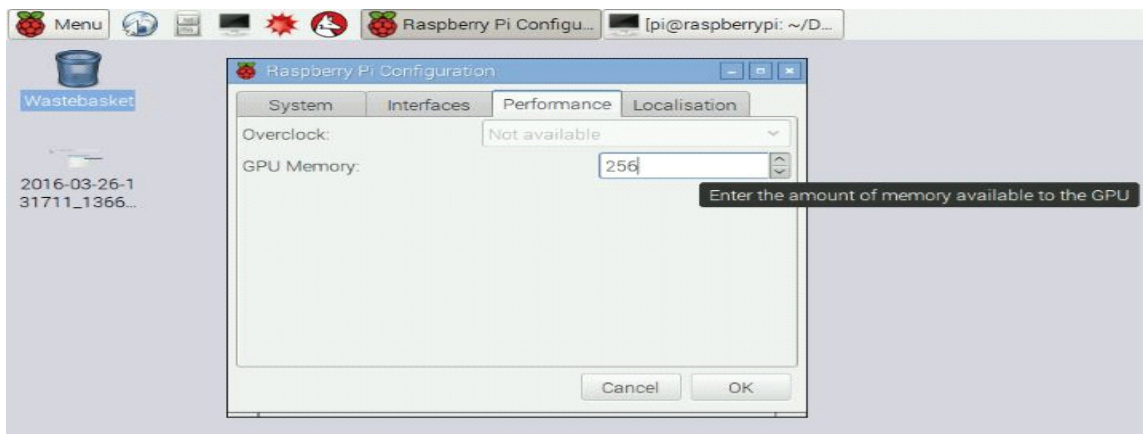 Menu Raspberry Pi Configu... [pi@raspberrypi: ~/D...
Wastebasket
2016-03-26-1
31711_1366...
Raspberry Pi Configuration
System Interfaces Performance Localisation
Overclock: Not available
GPU Memory: 256
Enter the amount of memory available to the GPU
Cancel OK